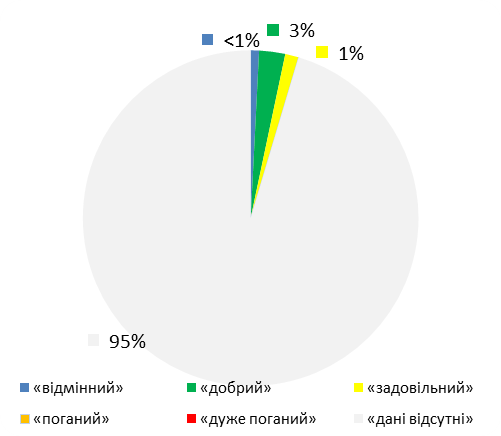 <1%
3%
1%
95%
«відмінний» «добрий» «задовільний»
«поганий» «дуже поганий» «дані відсутні»